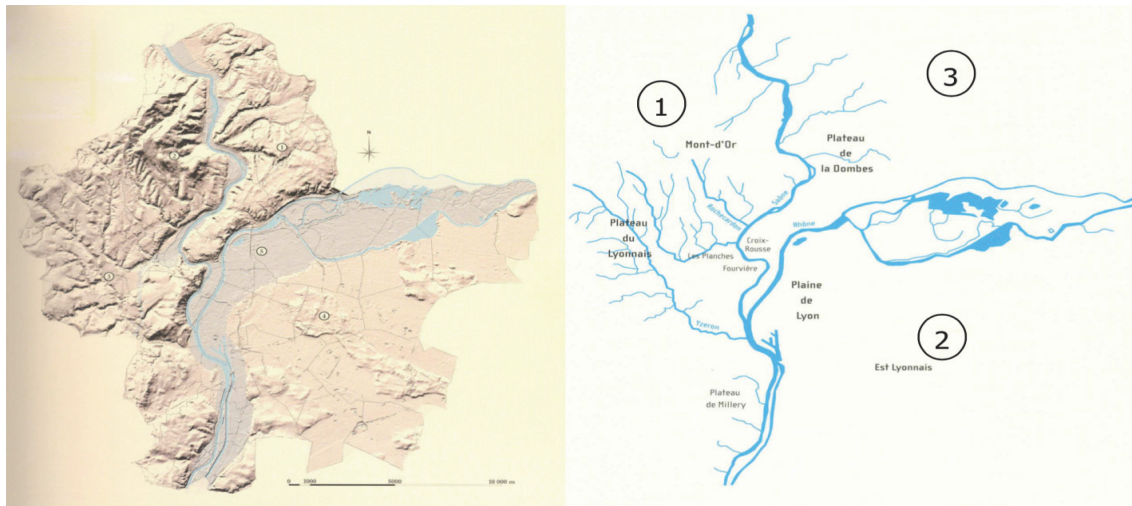 N
0 1000 5000 10 000 m.
1
3
Mont-d'Or
Plateau
de
la Dombes
Saône
Rochecardon
Rhône
Plateau
du
Lyonnais
Croix-
Rousse
Les Planches
Fourvière
Plaine
de
Lyon
Yzeron
2
Est Lyonnais
Plateau
de Millery